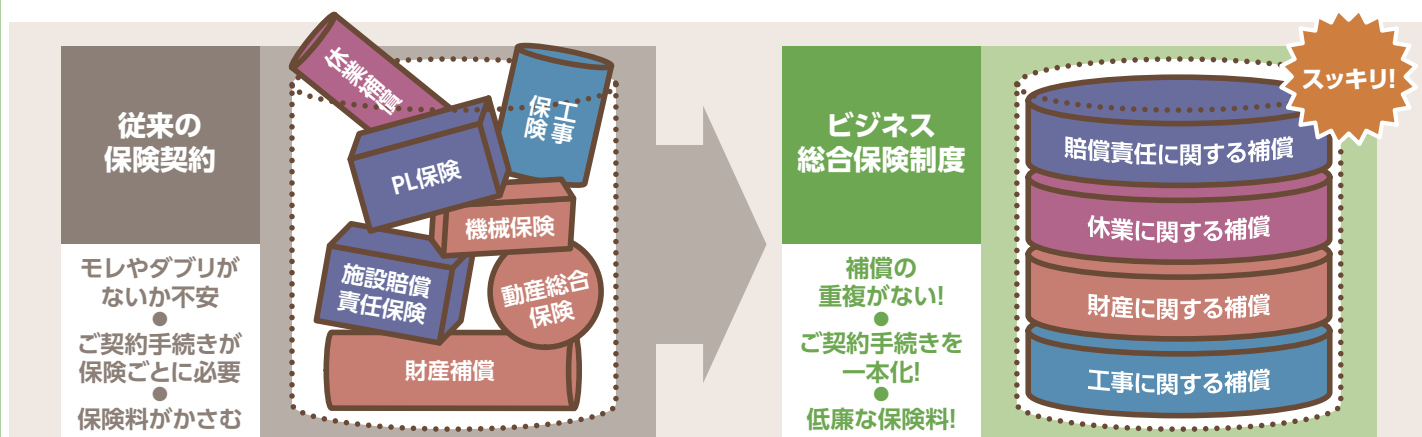 従来の
保険契約
モレやダブリが
ないか不安
●
ご契約手続きが
保険ごとに必要
●
保険料がかさむ
休業補償
工事
保険
PL保険
機械保険
施設賠償
責任保険
動産総合
保険
財産補償
ビジネス
総合保険制度
補償の
重複がない!
●
ご契約手続きを
一本化!
●
低廉な保険料!
スッキリ!
賠償責任に関する補償
休業に関する補償
財産に関する補償
工事に関する補償